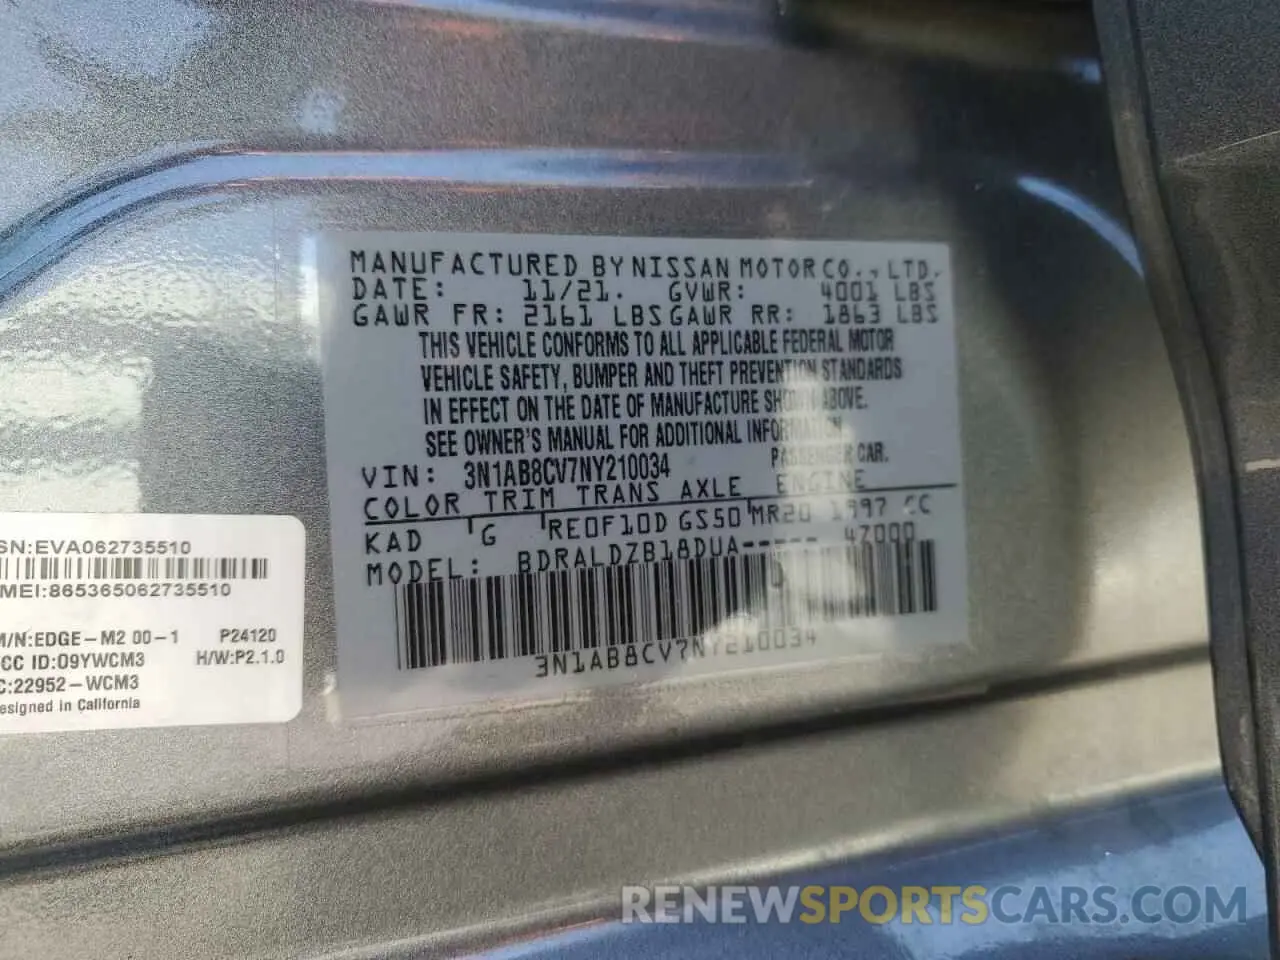 MANUFACTURED BY NISSAN MOTOR CO., LTD.
DATE: 11/21. GVWR: 4001 LBS
GAWR FR: 2161 LBS GAWR RR: 1863 LBS
THIS VEHICLE CONFORMS TO ALL APPLICABLE FEDERAL MOTOR
VEHICLE SAFETY, BUMPER AND THEFT PREVENTION STANDARDS
IN EFFECT ON THE DATE OF MANUFACTURE SHOWN ABOVE.
SEE OWNER'S MANUAL FOR ADDITIONAL INFORMATION
VIN: 3N1AB8CV7NY210034 PASSENGER CAR.
COLOR TRIM TRANS AXLE ENGINE
KAD G RE0F10D GS50 MR20 1997 CC
MODEL: BDRALDZB18DUA----- 47000
3N1AB8CV7NY210034
SN:EVA062735510
IMEI:865365062735510
M/N:EDGE-M2 00-1 P24120
CC ID:O9YWCM3 H/W:P2.1.0
C:22952-WCM3
esigned in California
RENEWSPORTSCARS.COM